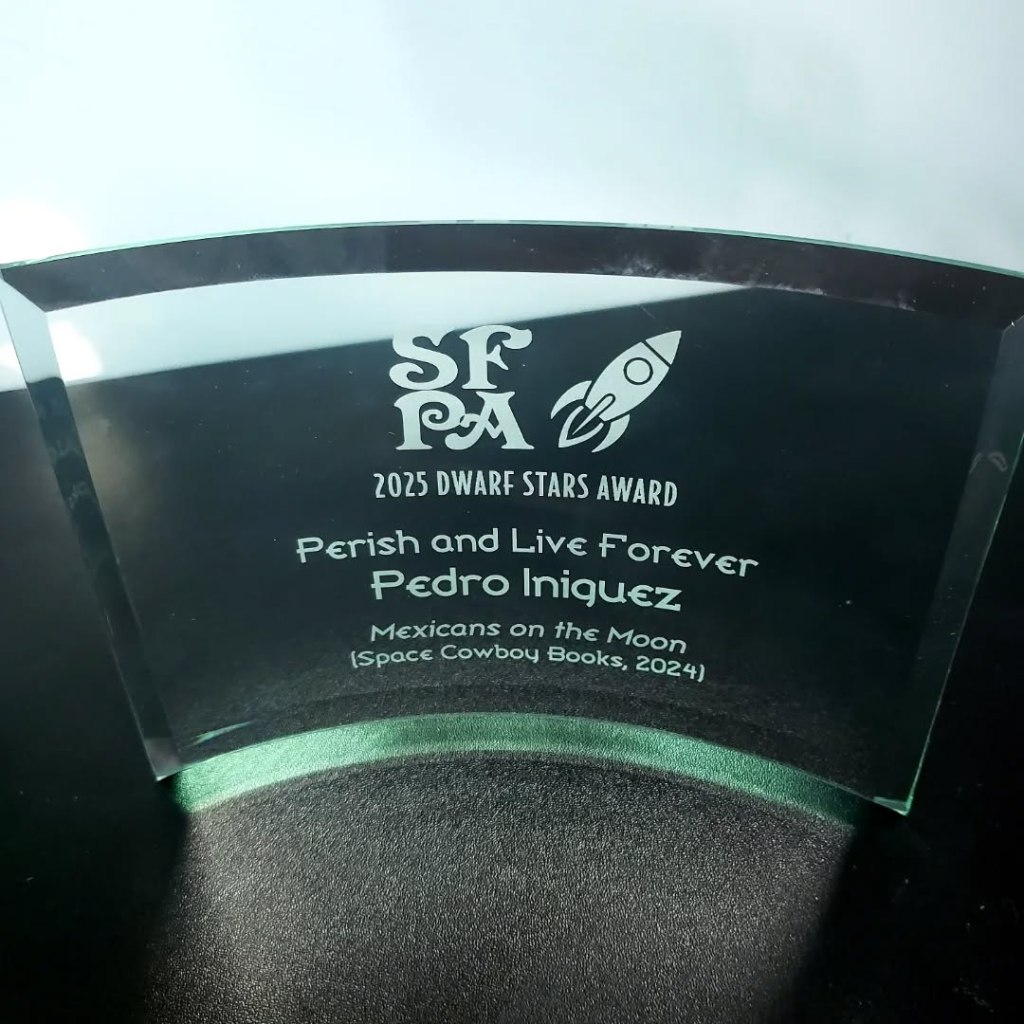 SF
PA
2025 DWARF STARS AWARD
Perish and Live Forever
Pedro Iniguez
Mexicans on the Moon
(Space Cowboy Books, 2024)